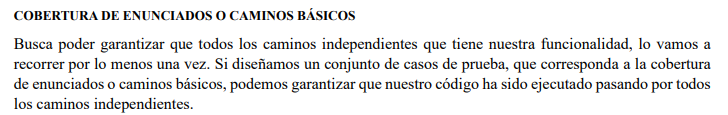 COBERTURA DE ENUNCIADOS O CAMINOS BÁSICOS
Busca poder garantizar que todos los caminos independientes que tiene nuestra funcionalidad, lo vamos a
recorrer por lo menos una vez. Si diseñamos un conjunto de casos de prueba, que corresponda a la cobertura
de enunciados o caminos básicos, podemos garantizar que nuestro código ha sido ejecutado pasando por todos
los caminos independientes.